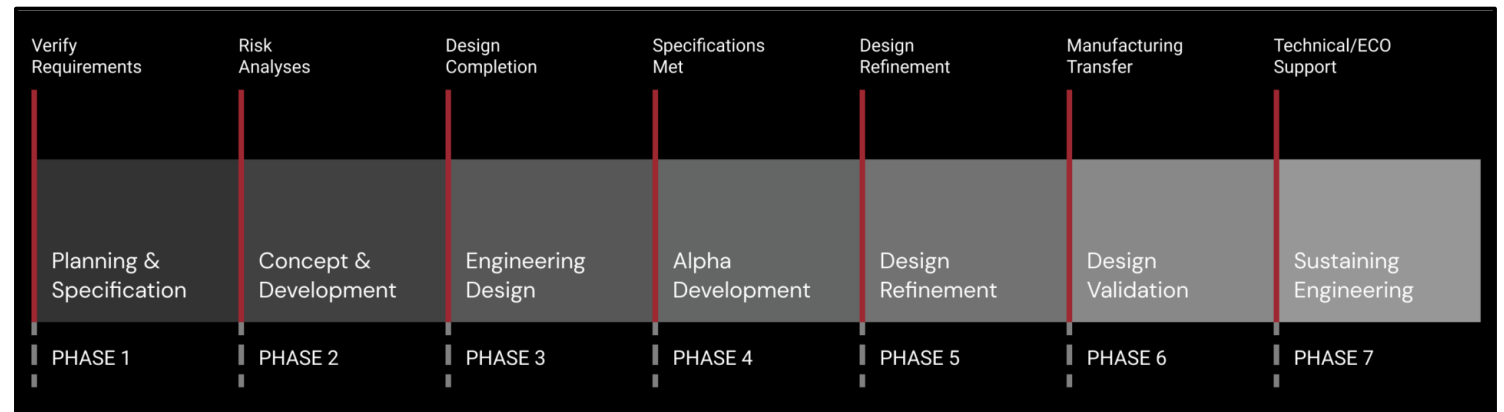 Verify
Requirements
Risk
Analyses
Design
Completion
Specifications
Met
Design
Refinement
Manufacturing
Transfer
Technical/ECO
Support
Planning &
Specification
Concept &
Development
Engineering
Design
Alpha
Development
Design
Refinement
Design
Validation
Sustaining
Engineering
PHASE 1
PHASE 2
PHASE 3
PHASE 4
PHASE 5
PHASE 6
PHASE 7